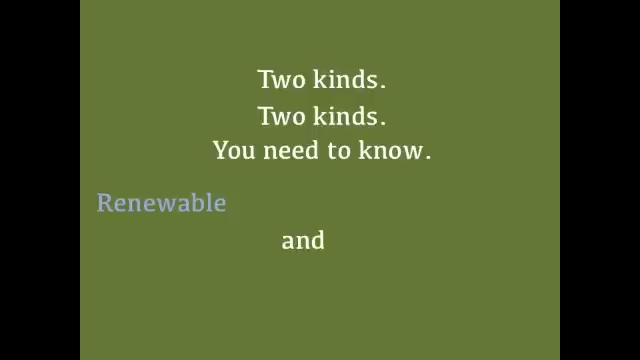 Two kinds.
Two kinds.
You need to know.
Renewable
and